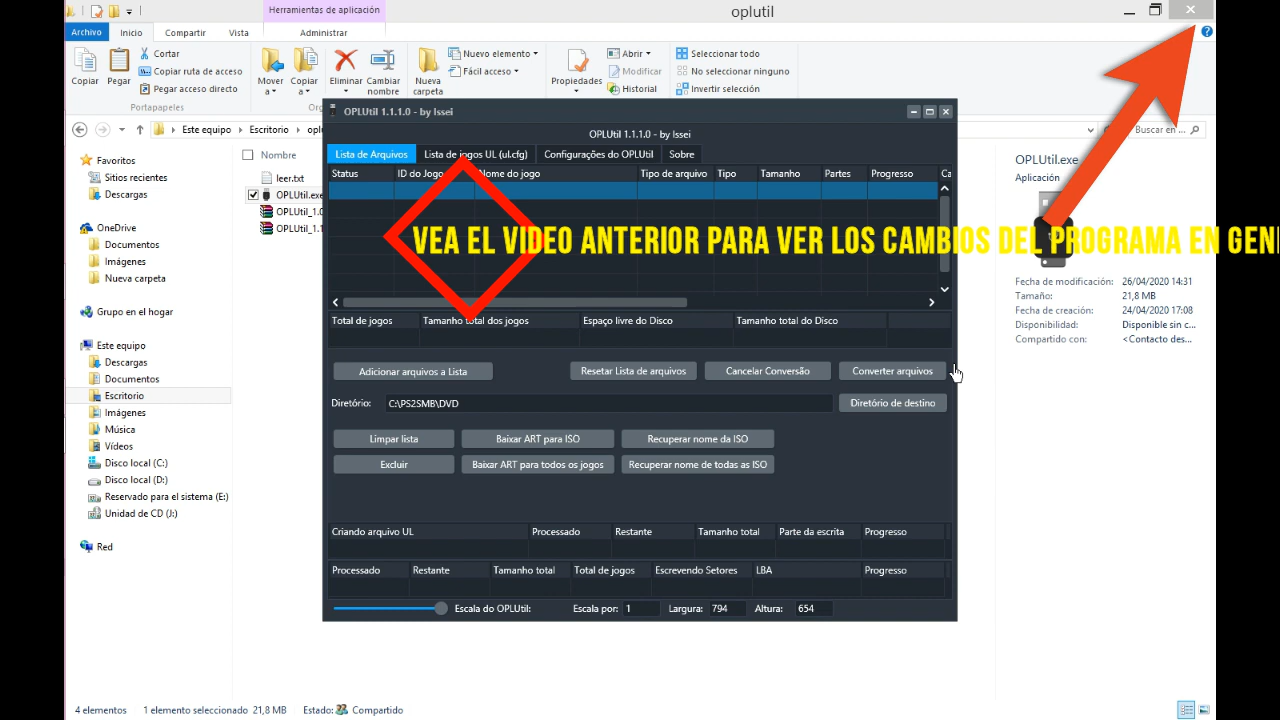 Herramientas de aplicación
oplutil
Archivo
Inicio
Compartir
Vista
Administrar
Copiar
Pegar
Cortar
Copiar ruta de acceso
Pegar acceso directo
Portapapeles
Mover a
Copiar a
Eliminar
Cambiar nombre
Org
Nueva carpeta
Nuevo elemento
Fácil acceso
Propiedades
Abrir
Modificar
Historial
Seleccionar todo
No seleccionar ninguno
Invertir selección
Este equipo
Escritorio
Buscar en ...
Favoritos
Sitios recientes
Descargas
OneDrive
Documentos
Imágenes
Nueva carpeta
Grupo en el hogar
Este equipo
Descargas
Documentos
Escritorio
Imágenes
Música
Vídeos
Disco local (C:)
Disco local (D:)
Reservado para el sistema (E:)
Unidad de CD (J:)
Red
Nombre
leer.txt
OPLUtil.exe
OPLUtil_1.0
OPLUtil_1.1
OPLUtil 1.1.1.0 - by Issei
OPLUtil 1.1.1.0 - by Issei
Lista de Arquivos
Lista de jogos UL (ul.cfg)
Configurações do OPLUtil
Sobre
Status
ID do Jogo
Nome do jogo
Tipo de arquivo
Tipo
Tamanho
Partes
Progresso
Ca
VEA EL VIDEO ANTERIOR PARA VER LOS CAMBIOS DEL PROGRAMA EN GEN
Total de jogos
Tamanho total dos jogos
Espaço livre do Disco
Tamanho total do Disco
Adicionar arquivos a Lista
Resetar Lista de arquivos
Cancelar Conversão
Converter arquivos
Diretório:
C:\PS2SMB\DVD
Diretório de destino
Limpar lista
Baixar ART para ISO
Recuperar nome da ISO
Excluir
Baixar ART para todos os jogos
Recuperar nome de todas as ISO
Criando arquivo UL
Processado
Restante
Tamanho total
Parte da escrita
Progresso
Processado
Restante
Tamanho total
Total de jogos
Escrevendo Setores
LBA
Progresso
Escala do OPLUtil:
Escala por: 1
Largura: 794
Altura: 654
OPLUtil.exe
Aplicación
Fecha de modificación: 26/04/2020 14:31
Tamaño: 21,8 MB
Fecha de creación: 24/04/2020 17:08
Disponibilidad: Disponible sin c...
Compartido con: <Contacto des...
4 elementos
1 elemento seleccionado 21,8 MB
Estado: Compartido